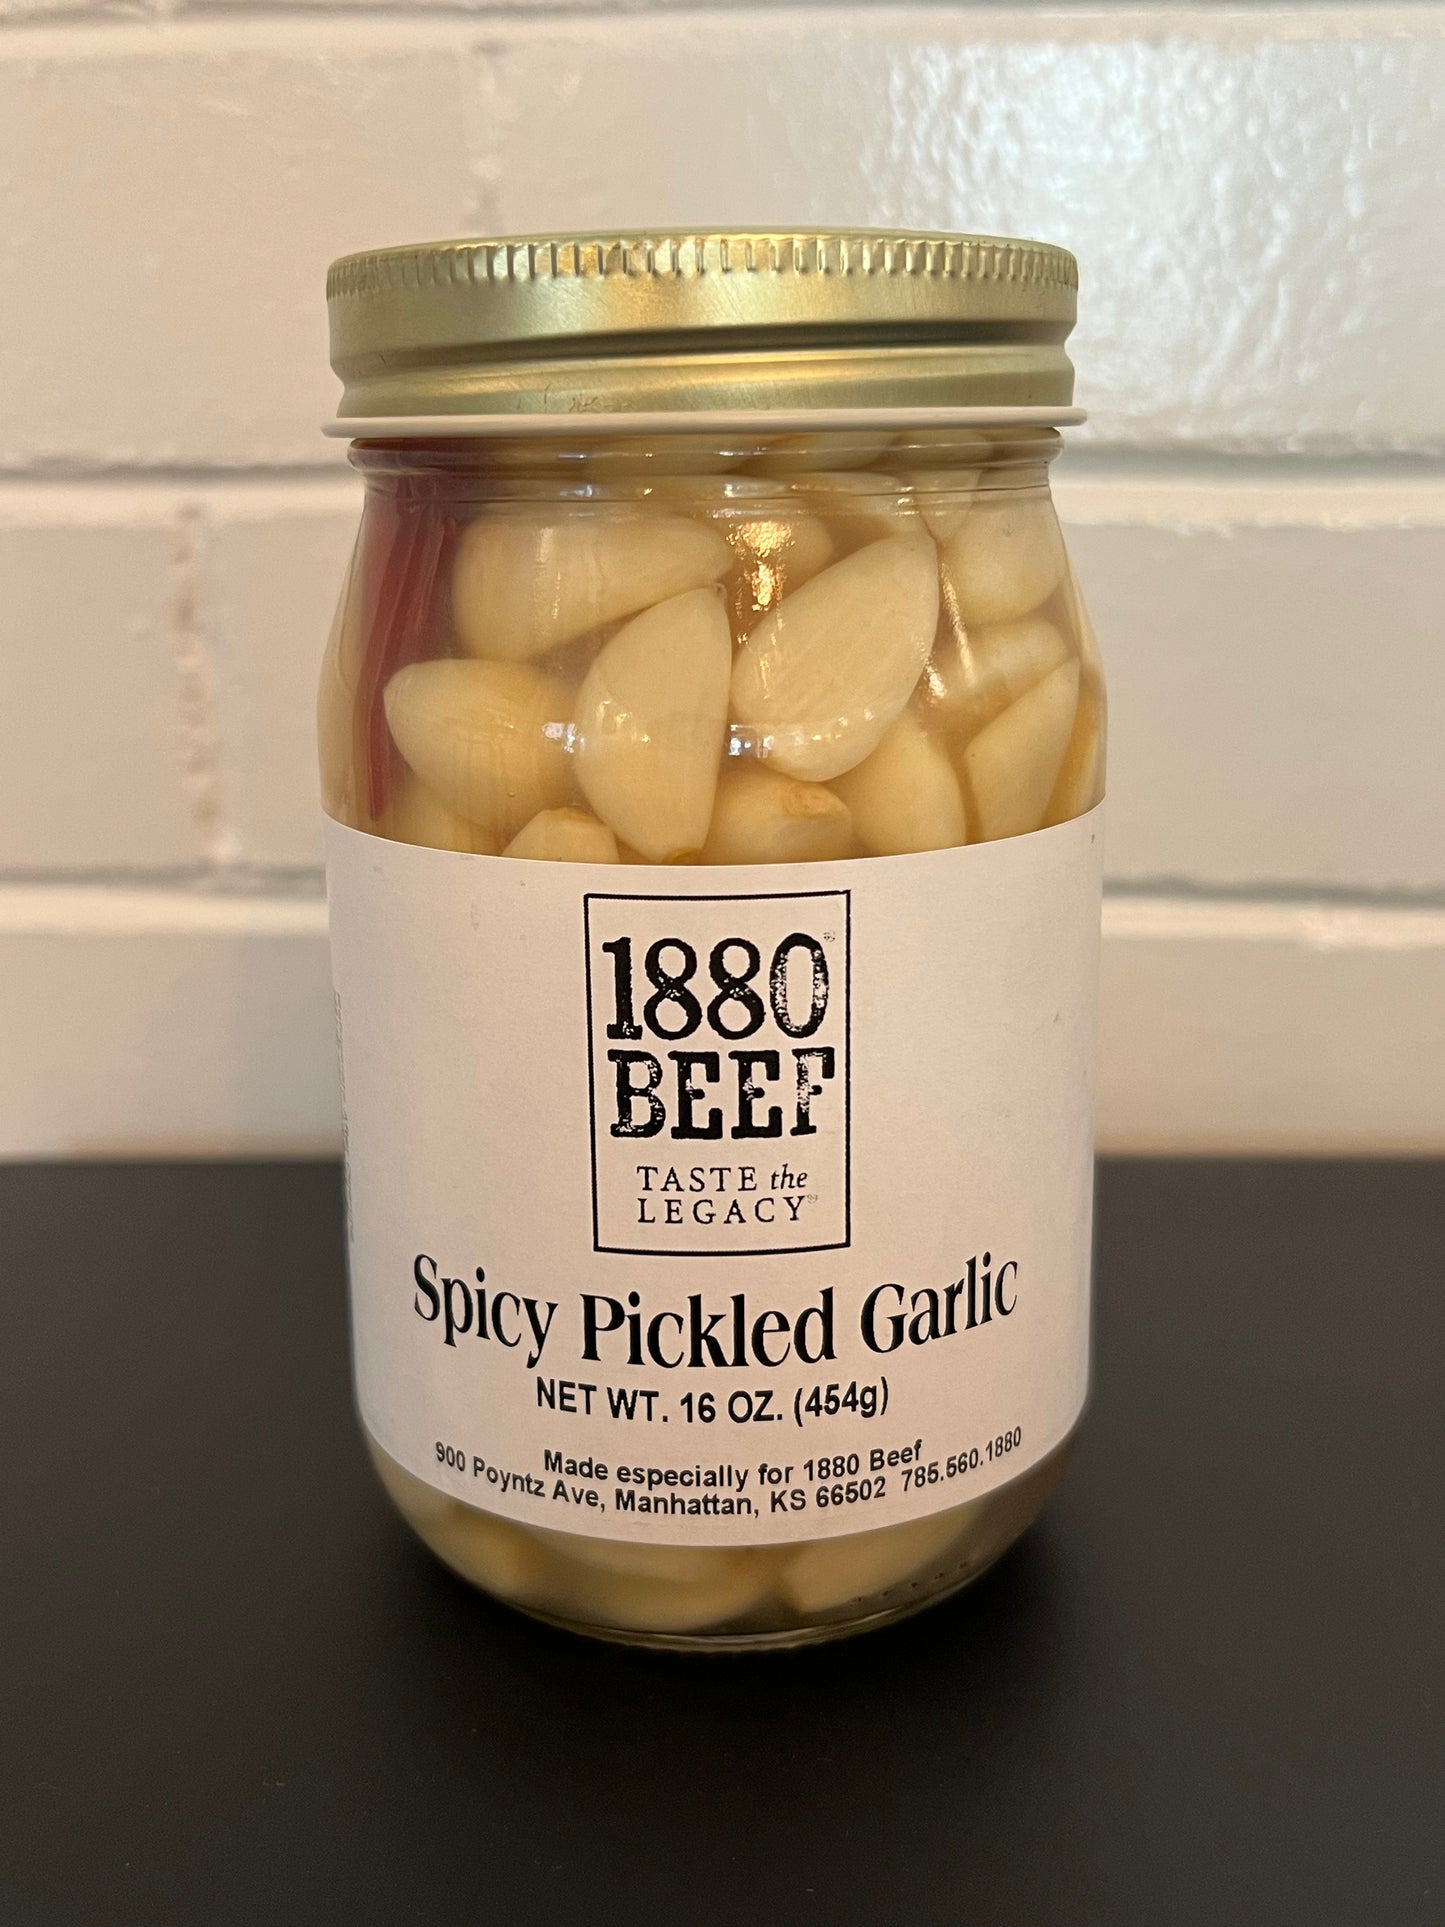 1880
BEEF
TASTE the
LEGACY
Spicy Pickled Garlic
NET WT. 16 OZ. (454g)
Made especially for 1880 Beef
900 Poyntz Ave, Manhattan, KS 66502 785.560.1880